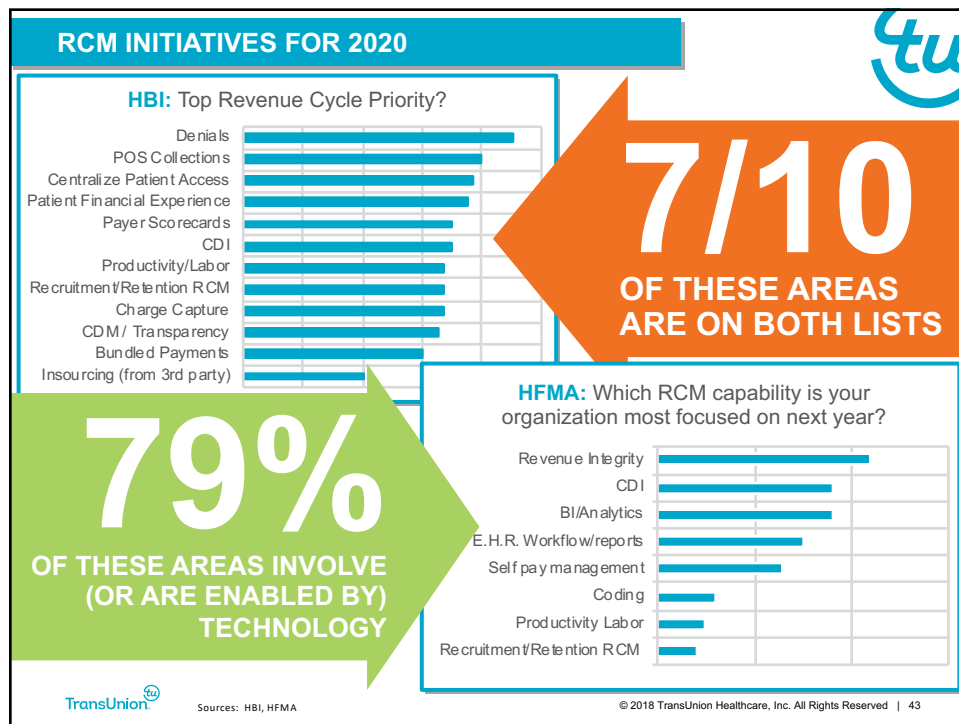 RCM INITIATIVES FOR 2020
tu
HBI: Top Revenue Cycle Priority?
Denials
POS Collections
Centralize Patient Access
Patient Financial Experience
Payer Scorecards
CDI
Productivity/Labor
Recruitment/Retention RCM
Charge Capture
CDM / Transparency
Bundled Payments
Insourcing (from 3rd party)
7/10
OF THESE AREAS
ARE ON BOTH LISTS
79%
OF THESE AREAS INVOLVE
(OR ARE ENABLED BY)
TECHNOLOGY
HFMA: Which RCM capability is your
organization most focused on next year?
Revenue Integrity
CDI
BI/Analytics
E.H.R. Workflow/reports
Self pay management
Coding
Productivity Labor
Recruitment/Retention RCM
TransUnion tu
Sources: HBI, HFMA
© 2018 TransUnion Healthcare, Inc. All Rights Reserved | 43